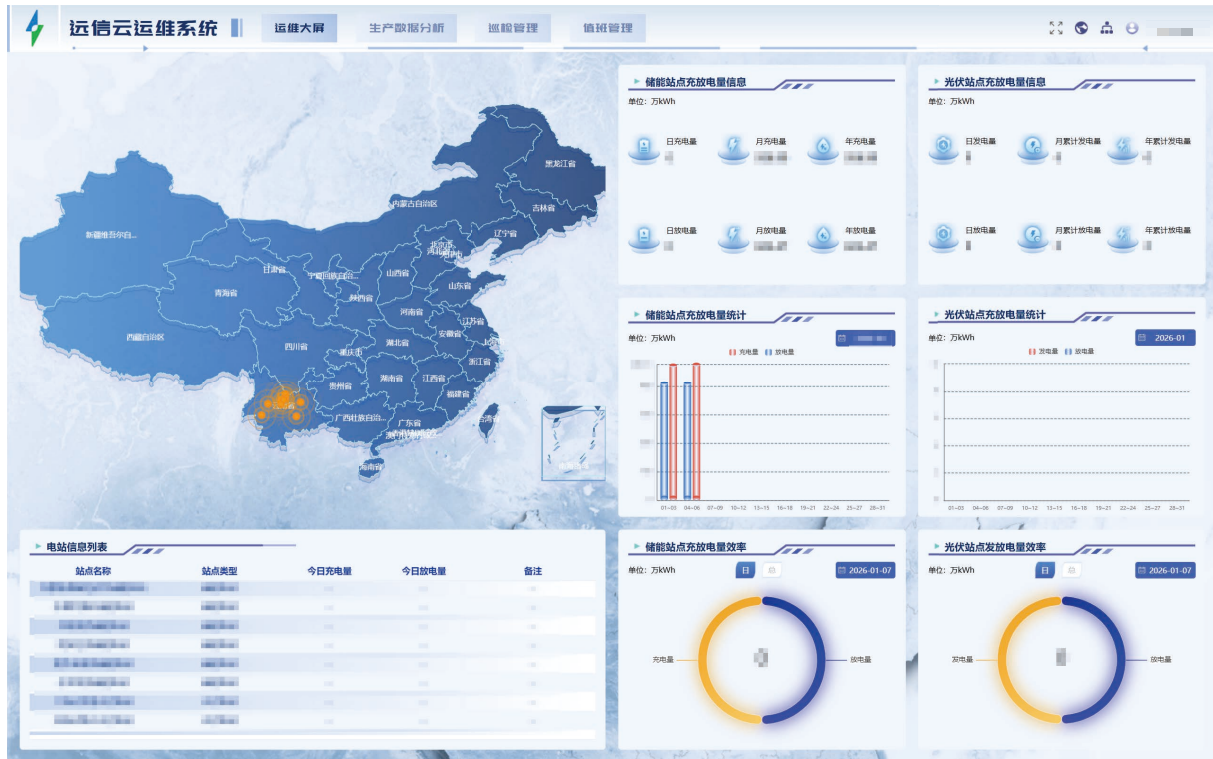 远信云运维系统
运维大屏
生产数据分析
巡检管理
值班管理
黑龙江省
内蒙古自治区
吉林省
新疆维吾尔自...
辽宁省
北京市
甘肃省
宁夏回族自治...
山西省
山东省
青海省
陕西省
河南省
江苏省
西藏自治区
安徽省
四川省
湖北省
重庆市
浙江省
贵州省
湖南省
江西省
福建省
广西壮族自治...
广东省
台湾省
海南省
储能站点充放电量信息
单位: 万kWh
日充电量
月充电量
年充电量
日放电量
月放电量
年放电量
光伏站点充放电量信息
单位: 万kWh
日发电量
月累计发电量
年累计发电量
日放电量
月累计放电量
年累计放电量
储能站点充放电量统计
单位: 万kWh
充电量 放电量
01-03 04-06 07-09 10-12 13-15 16-18 19-21 22-24 25-27 28-31
光伏站点充放电量统计
单位: 万kWh
2026-01
发电量 放电量
01-03 04-06 07-09 10-12 13-15 16-18 19-21 22-24 25-27 28-31
电站信息列表
站点名称 站点类型 今日充电量 今日放电量 备注
储能站点充放电量效率
单位: 万kWh
日
总
2026-01-07
充电量
放电量
光伏站点发放电量效率
单位: 万kWh
日
总
2026-01-07
发电量
放电量